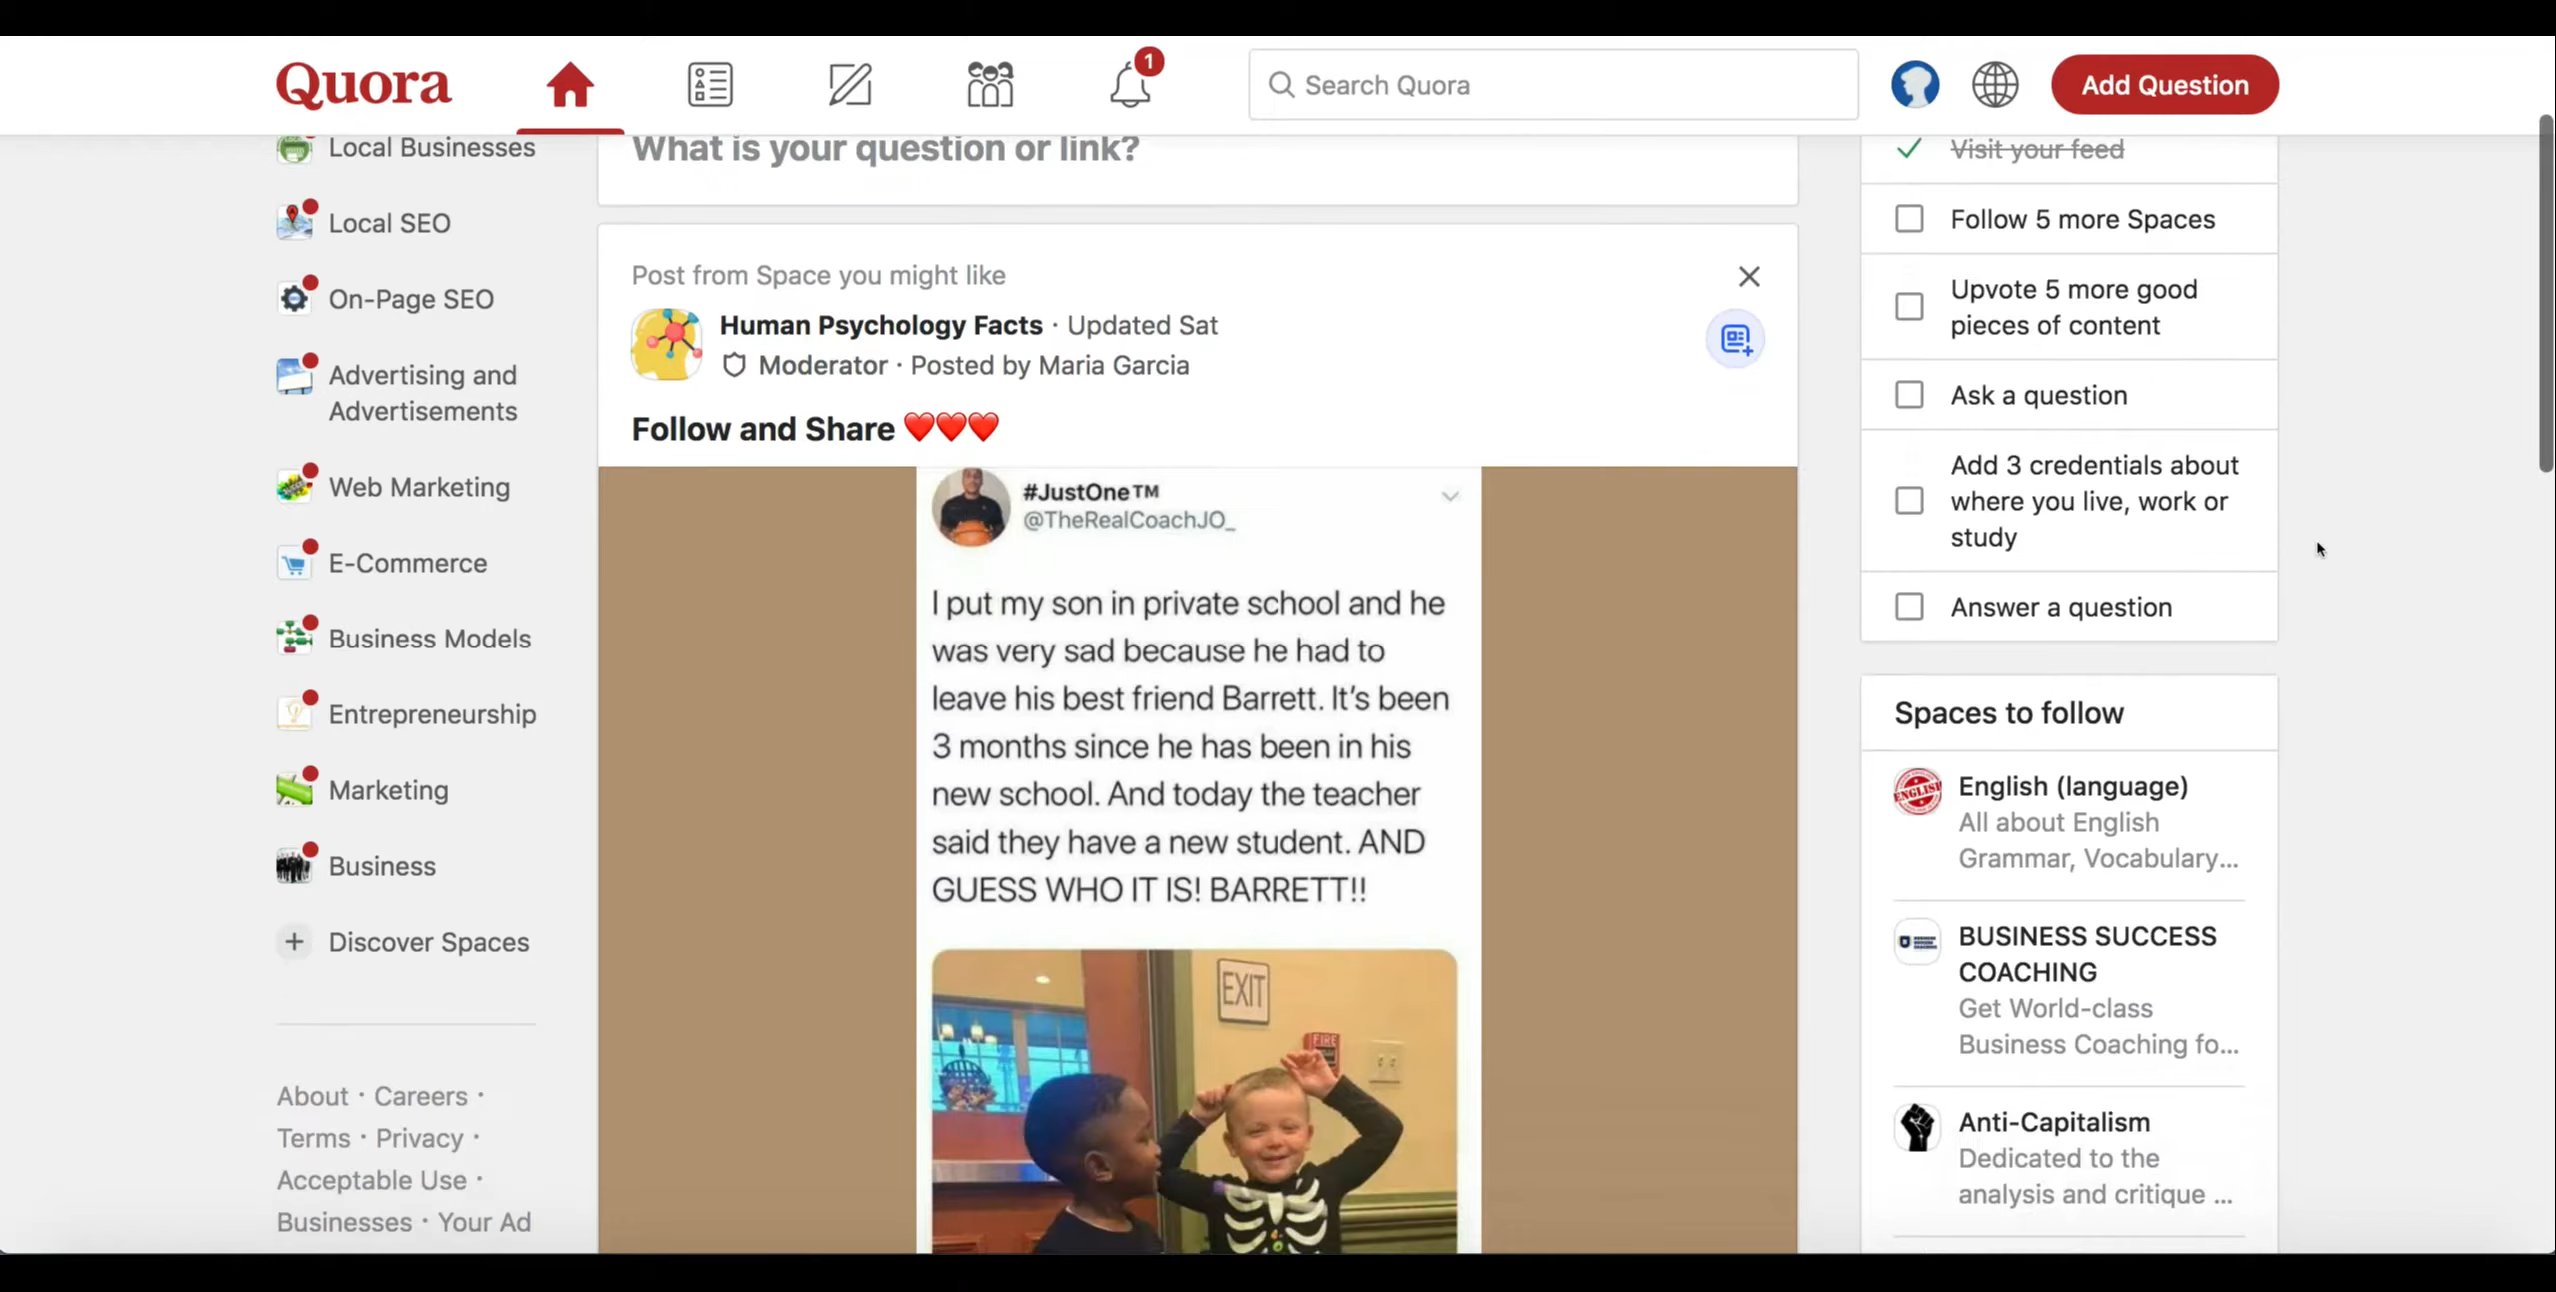 Quora
1
Search Quora
Add Question
Local Businesses
Local SEO
On-Page SEO
Advertising and
Advertisements
Web Marketing
E-Commerce
Business Models
Entrepreneurship
Marketing
Business
+ Discover Spaces
About · Careers ·
Terms · Privacy ·
Acceptable Use ·
Businesses · Your Ad
What is your question or link?
Post from Space you might like
Human Psychology Facts · Updated Sat
Moderator · Posted by Maria Garcia
Follow and Share ❤️❤️❤️
#JustOne™
@TheRealCoachJO_
I put my son in private school and he
was very sad because he had to
leave his best friend Barrett. It's been
3 months since he has been in his
new school. And today the teacher
said they have a new student. AND
GUESS WHO IT IS! BARRETT!!
EXIT
FIRE
Visit your feed
Follow 5 more Spaces
Upvote 5 more good
pieces of content
Ask a question
Add 3 credentials about
where you live, work or
study
Answer a question
Spaces to follow
ENGLISH
English (language)
All about English
Grammar, Vocabulary...
BUSINESS SUCCESS
COACHING
Get World-class
Business Coaching fo...
Anti-Capitalism
Dedicated to the
analysis and critique ...